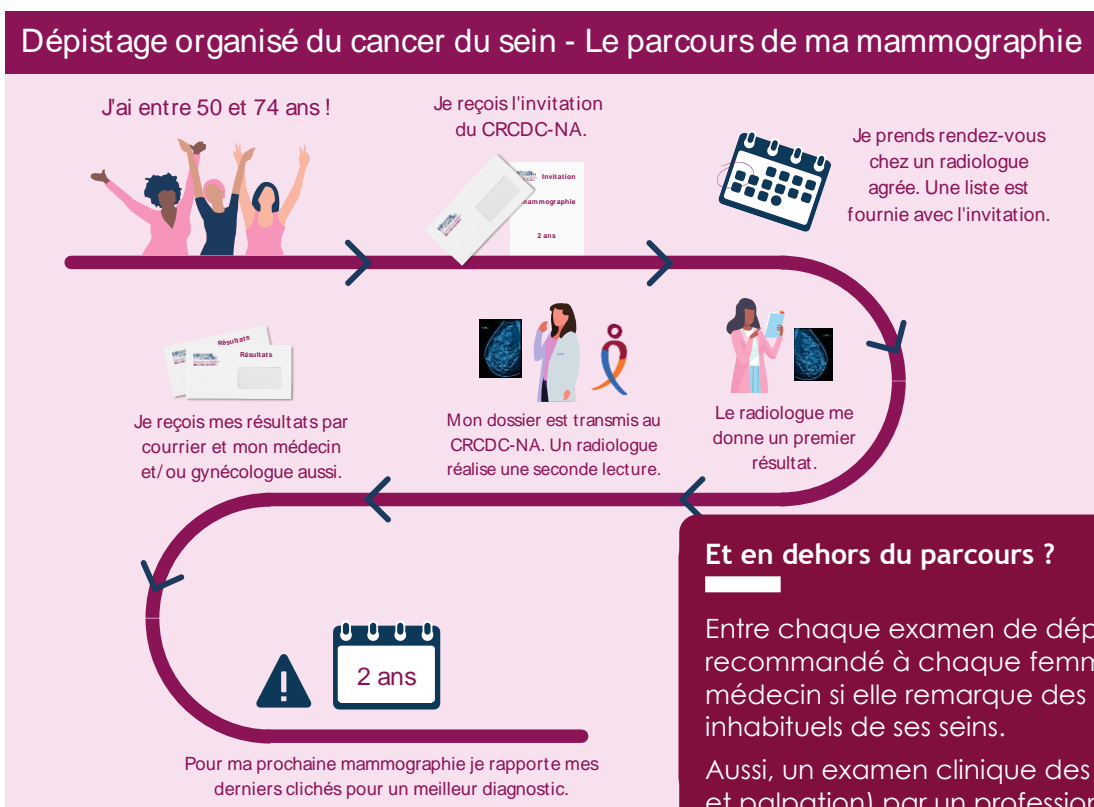 Dépistage organisé du cancer du sein - Le parcours de ma mammographie
J'ai entre 50 et 74 ans !
Je reçois l'invitation
du CRCDC-NA.
Invitation
mammographie
2 ans
Je prends rendez-vous
chez un radiologue
agrée. Une liste est
fournie avec l'invitation.
Le radiologue me
donne un premier
résultat.
Mon dossier est transmis au
CRCDC-NA. Un radiologue
réalise une seconde lecture.
Résultats
Résultats
Je reçois mes résultats par
courrier et mon médecin
et/ou gynécologue aussi.
2 ans
Pour ma prochaine mammographie je rapporte mes
derniers clichés pour un meilleur diagnostic.
Et en dehors du parcours ?
Entre chaque examen de dép
recommandé à chaque femm
médecin si elle remarque des
inhabituels de ses seins.
Aussi, un examen clinique des
et palpation) par un profession